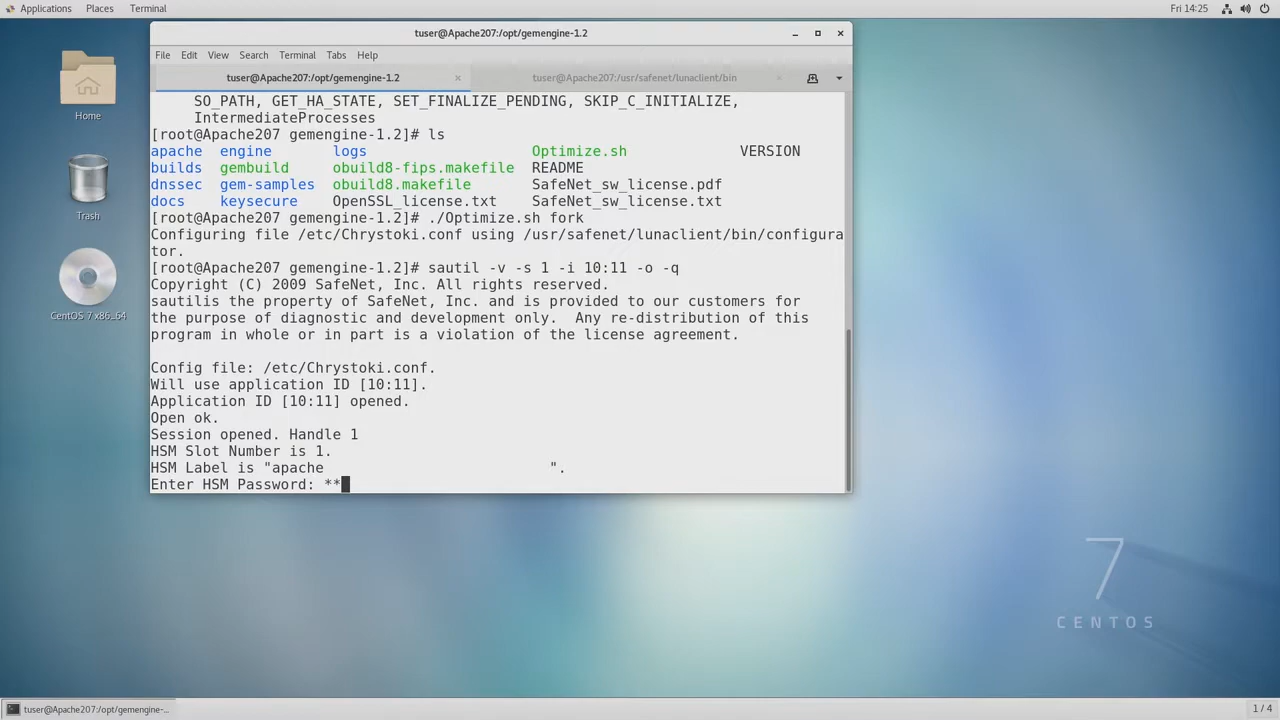 Applications Places Terminal Fri 14:25
tuser@Apache207:/opt/gemengine-1.2
File Edit View Search Terminal Tabs Help
tuser@Apache207:/opt/gemengine-1.2 tuser@Apache207:/usr/safenet/lunaclient/bin
SO_PATH, GET_HA_STATE, SET_FINALIZE_PENDING, SKIP_C_INITIALIZE,
IntermediateProcesses
[root@Apache207 gemengine-1.2]# ls
apache engine logs Optimize.sh VERSION
builds gembuild obuild8-fips.makefile README
dnssec gem-samples obuild8.makefile SafeNet_sw_license.pdf
docs keysecure OpenSSL_license.txt SafeNet_sw_license.txt
[root@Apache207 gemengine-1.2]# ./Optimize.sh fork
Configuring file /etc/Chrystoki.conf using /usr/safenet/lunaclient/bin/configura
tor.
[root@Apache207 gemengine-1.2]# sautil -v -s 1 -i 10:11 -o -q
Copyright (C) 2009 SafeNet, Inc. All rights reserved.
sautilis the property of SafeNet, Inc. and is provided to our customers for
the purpose of diagnostic and development only.  Any re-distribution of this
program in whole or in part is a violation of the license agreement.
Config file: /etc/Chrystoki.conf.
Will use application ID [10:11].
Application ID [10:11] opened.
Open ok.
Session opened. Handle 1
HSM Slot Number is 1.
HSM Label is "apache                          ".
Enter HSM Password: **
Home
Trash
CentOS 7 x86_64
7
CENTOS
tuser@Apache207:/opt/gemengine-... 1 / 4